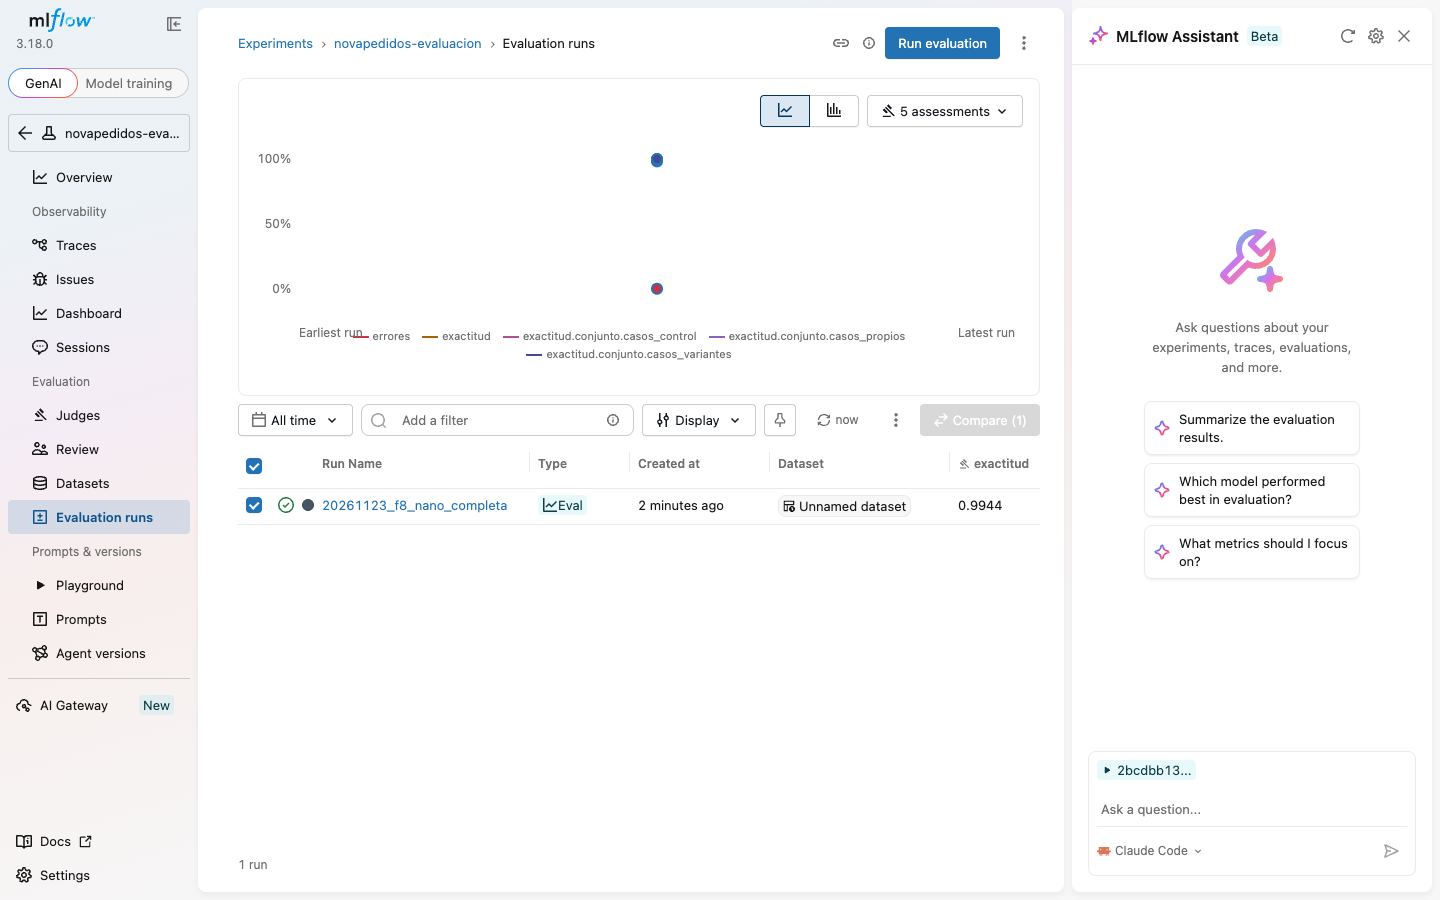 mlflow
3.18.0
GenAI
Model training
novapedidos-eva...
Overview
Observability
Traces
Issues
Dashboard
Sessions
Evaluation
Judges
Review
Datasets
Evaluation runs
Prompts & versions
Playground
Prompts
Agent versions
AI Gateway
New
Docs
Settings
Experiments › novapedidos-evaluacion › Evaluation runs
Run evaluation
5 assessments
100%
50%
0%
Earliest run
Latest run
errores
exactitud
exactitud.conjunto.casos_control
exactitud.conjunto.casos_propios
exactitud.conjunto.casos_variantes
All time
Add a filter
Display
now
Compare (1)
Run Name
Type
Created at
Dataset
exactitud
20261123_f8_nano_completa
Eval
2 minutes ago
Unnamed dataset
0.9944
1 run
MLflow Assistant
Beta
Ask questions about your
experiments, traces, evaluations,
and more.
Summarize the evaluation
results.
Which model performed
best in evaluation?
What metrics should I focus
on?
2bcdbb13...
Ask a question...
Claude Code